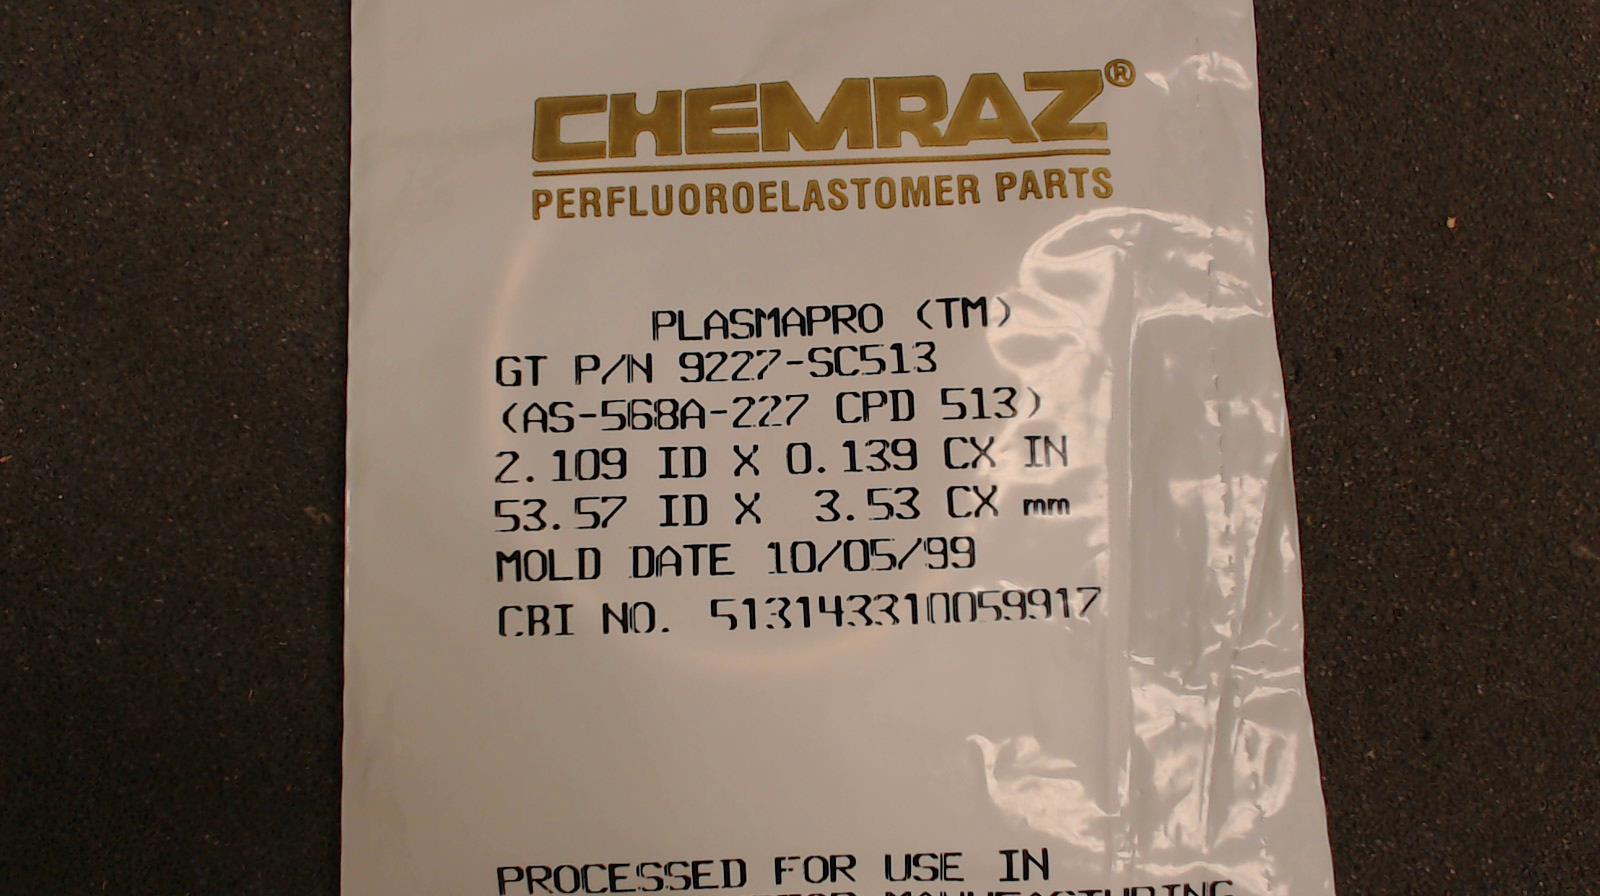 CHEMRAZ®
PERFLUOROELASTOMER PARTS
PLASMAPRO (TM)
GT P/N 9227-SC513
(AS-568A-227 CPD 513)
2.109 ID X 0.139 CX IN
53.57 ID X 3.53 CX mm
MOLD DATE 10/05/99
CBI NO. 513143310059917
PROCESSED FOR USE IN
MANUFACTURING